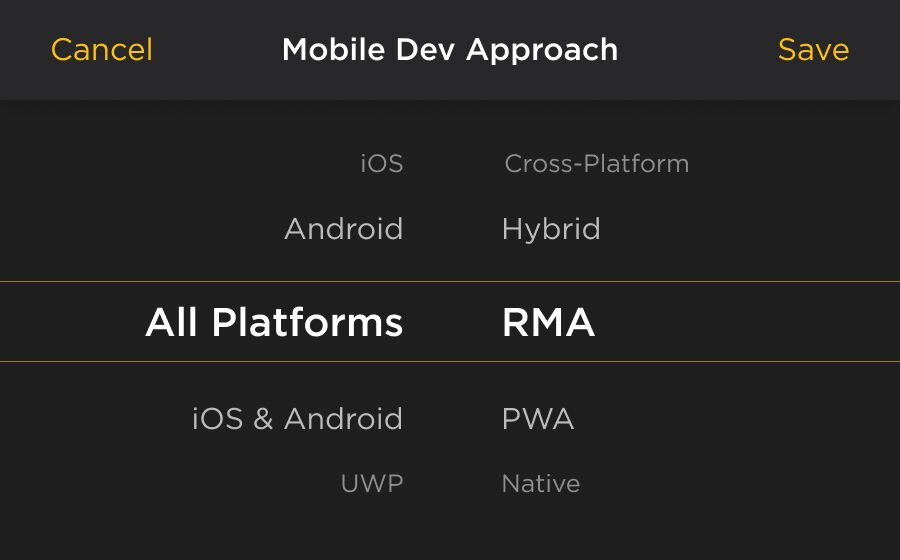 Cancel Mobile Dev Approach Save
iOS Cross-Platform
Android Hybrid
All Platforms RMA
iOS & Android PWA
UWP Native